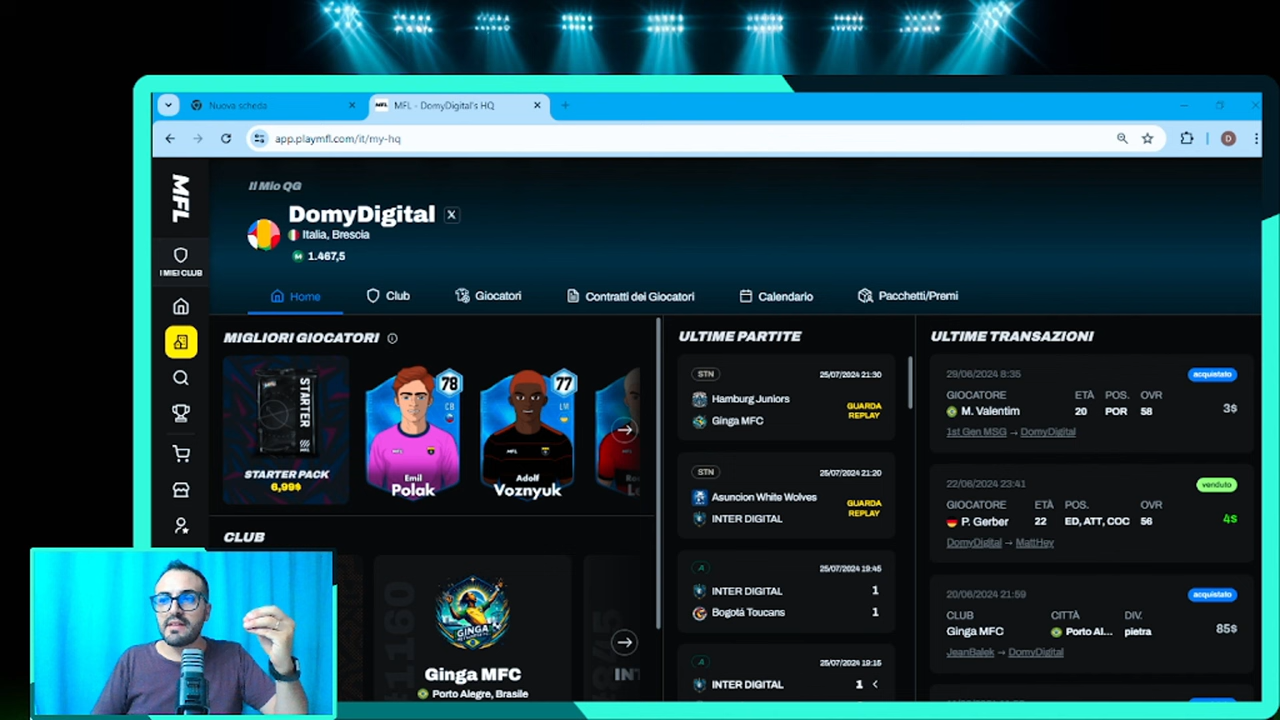 Nuova scheda
MFL - DomyDigital's HQ
app.playmfl.com/it/my-hq
D
MFL
I MIEI CLUB
Il Mio QG
DomyDigital
Italia, Brescia
1.467,5
Home
Club
Giocatori
Contratti dei Giocatori
Calendario
Pacchetti/Premi
MIGLIORI GIOCATORI
STARTER
STARTER PACK
6,99$
78
CB
MFL
Emil
Polak
77
LM
MFL
Adolf
Voznyuk
CLUB
#1160
GINGA
Ginga MFC
Porto Alegre, Brasile
ULTIME PARTITE
STN
25/07/2024 21:30
Hamburg Juniors
Ginga MFC
GUARDA
REPLAY
STN
25/07/2024 21:20
Asuncion White Wolves
INTER DIGITAL
GUARDA
REPLAY
A
25/07/2024 19:45
INTER DIGITAL 1
Bogotá Toucans 1
A
25/07/2024 19:15
INTER DIGITAL 1
ULTIME TRANSAZIONI
29/06/2024 8:35
acquistato
GIOCATORE ETÀ POS. OVR
M. Valentim 20 POR 58 3$
1st Gen MSG → DomyDigital
22/06/2024 23:41
venduto
GIOCATORE ETÀ POS. OVR
P. Gerber 22 ED, ATT, COC 56 4$
DomyDigital → MattHey
20/06/2024 21:59
acquistato
CLUB CITTÀ DIV.
Ginga MFC Porto Al... pietra 85$
JeanBalek → DomyDigital